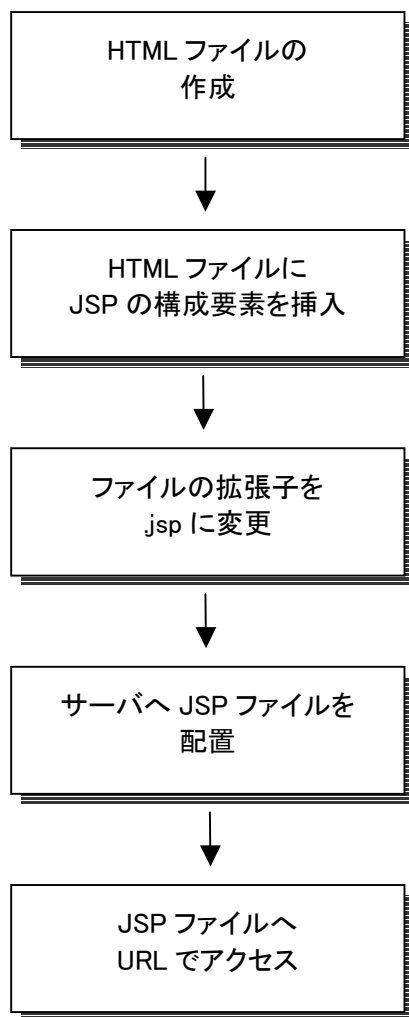 HTML ファイルの
作成
HTML ファイルに
JSP の構成要素を挿入
ファイルの拡張子を
.jsp に変更
サーバへ JSP ファイルを
配置
JSP ファイルへ
URL でアクセス